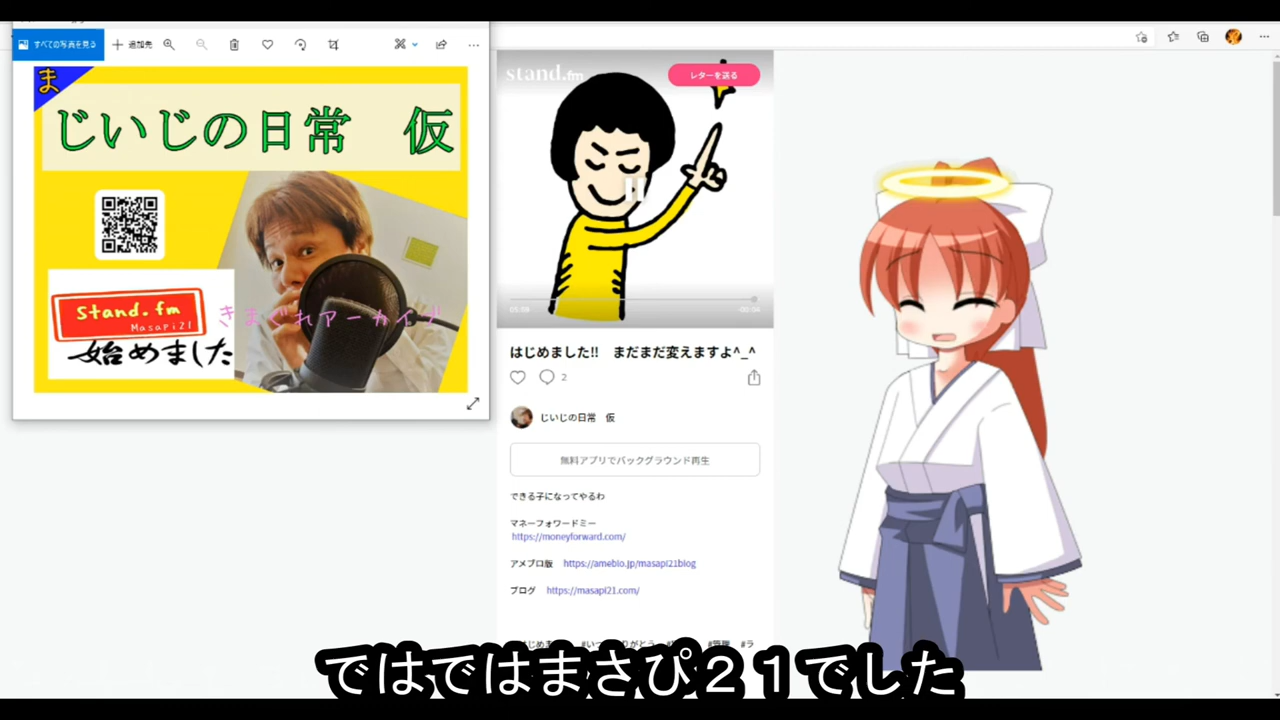 すべての写真を見る
追加先
ま
じいじの日常　仮
stand.fm
Masapi21
始めました
きまぐれアーカイブ
stand.fm
レターを送る
はじめました!!　まだまだ変えますよ^_^
2
じいじの日常　仮
無料アプリでバックグラウンド再生
できる子になってやるわ
マネーフォワードミー
https://moneyforward.com/
アメブロ版　https://ameblo.jp/masapi21blog
ブログ　https://masapi21.com/
ではではまさぴ２１でした